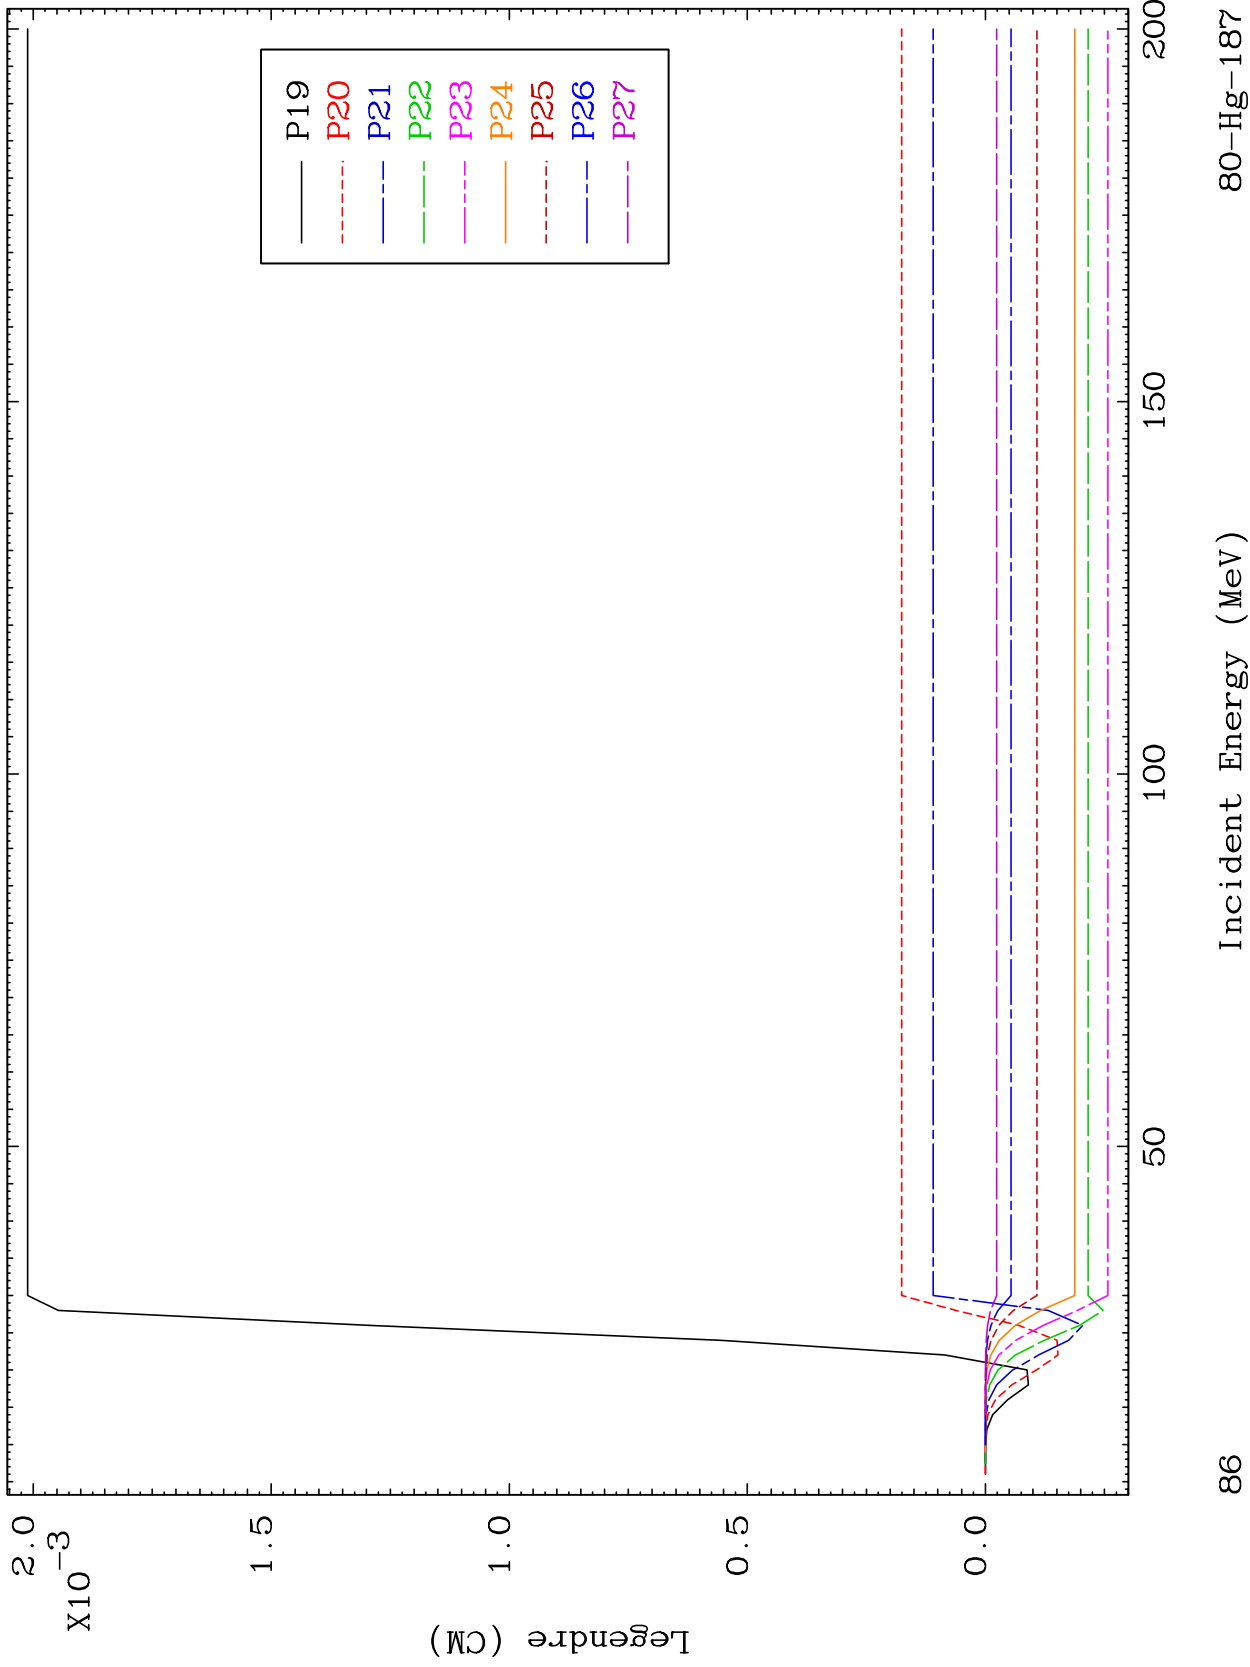 2.0
X10⁻³
1.5
1.0
0.5
0.0
Legendre (CM)
P19
P20
P21
P22
P23
P24
P25
P26
P27
50
100
150
200
86
Incident Energy (MeV)
80-Hg-187